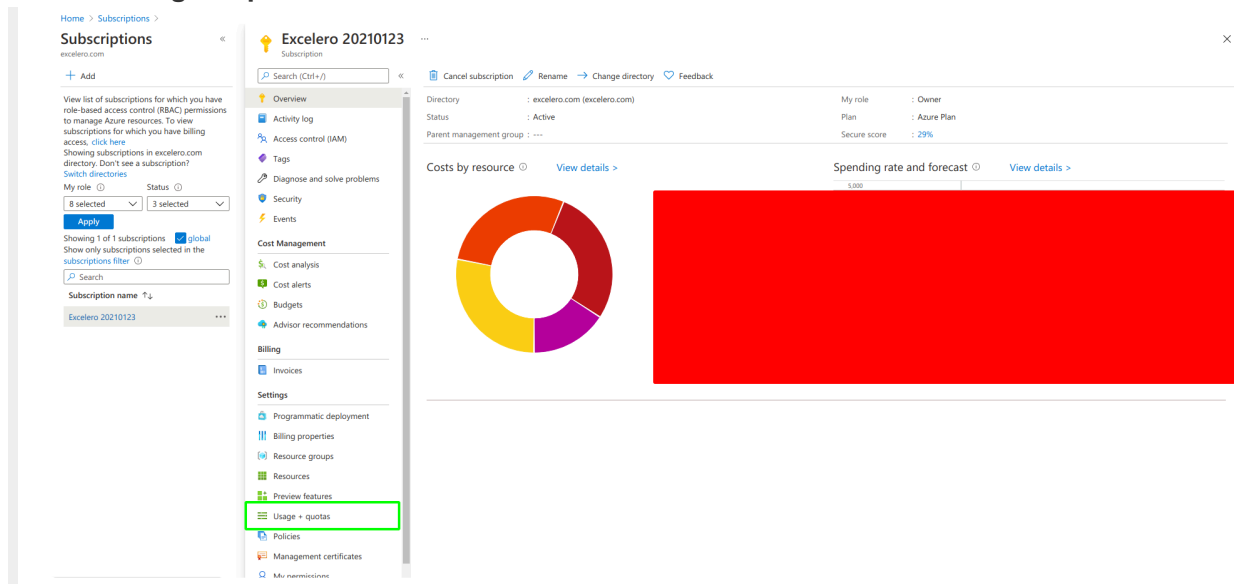 Home > Subscriptions >
Subscriptions «
excelero.com
+ Add
View list of subscriptions for which you have
role-based access control (RBAC) permissions
to manage Azure resources. To view
subscriptions for which you have billing
access, click here
Showing subscriptions in excelero.com
directory. Don't see a subscription?
Switch directories
My role Status
8 selected 3 selected
Apply
Showing 1 of 1 subscriptions global
Show only subscriptions selected in the
subscriptions filter
Search
Subscription name ↑↓
Excelero 20210123 ...
Excelero 20210123 ...
Subscription
Search (Ctrl+/) «
Overview
Activity log
Access control (IAM)
Tags
Diagnose and solve problems
Security
Events
Cost Management
Cost analysis
Cost alerts
Budgets
Advisor recommendations
Billing
Invoices
Settings
Programmatic deployment
Billing properties
Resource groups
Resources
Preview features
Usage + quotas
Policies
Management certificates
My permissions
Cancel subscription Rename → Change directory Feedback
Directory : excelero.com (excelero.com)
Status : Active
Parent management group : ---
My role : Owner
Plan : Azure Plan
Secure score : 29%
Costs by resource View details >
Spending rate and forecast View details >
5,000